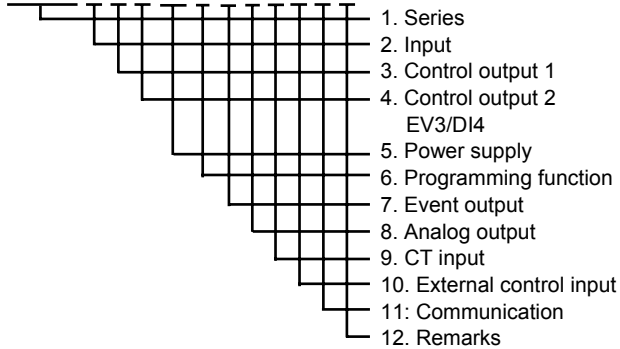 1. Series
2. Input
3. Control output 1
4. Control output 2
EV3/DI4
5. Power supply
6. Programming function
7. Event output
8. Analog output
9. CT input
10. External control input
11: Communication
12. Remarks